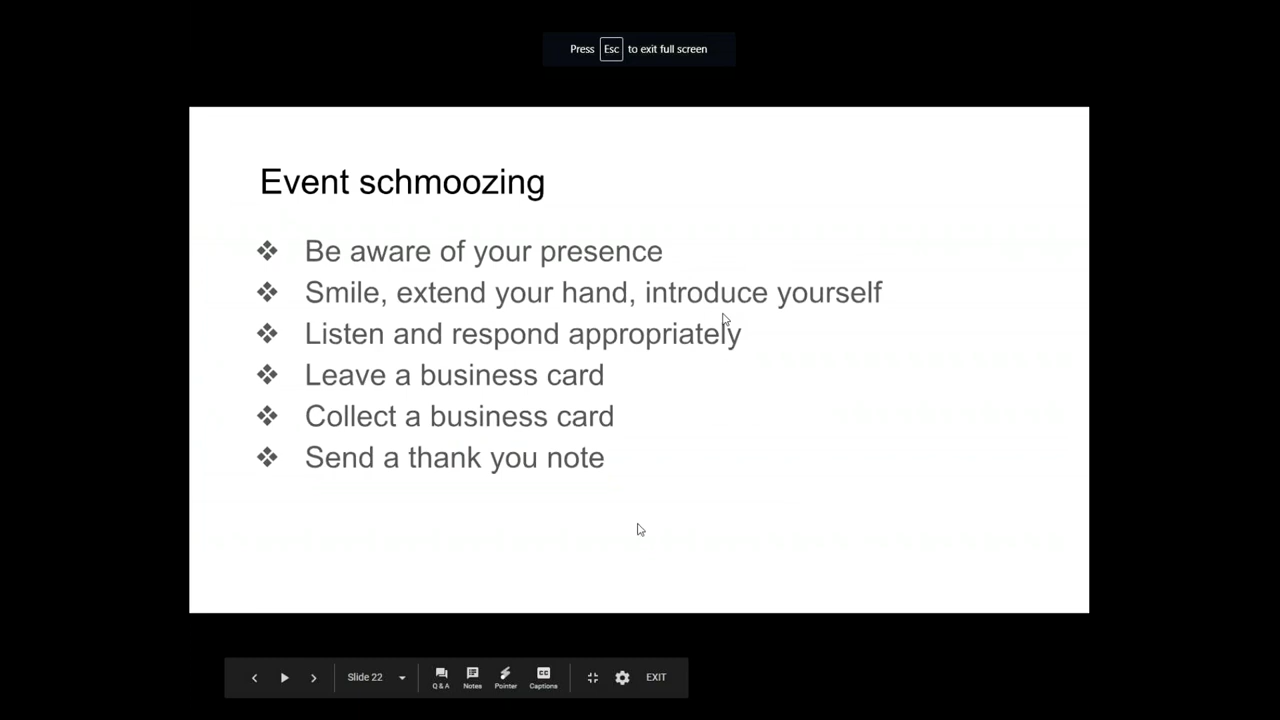 Press Esc to exit full screen
Event schmoozing
❖ Be aware of your presence
❖ Smile, extend your hand, introduce yourself
❖ Listen and respond appropriately
❖ Leave a business card
❖ Collect a business card
❖ Send a thank you note
Slide 22 Q & A Notes Pointer CC Captions EXIT